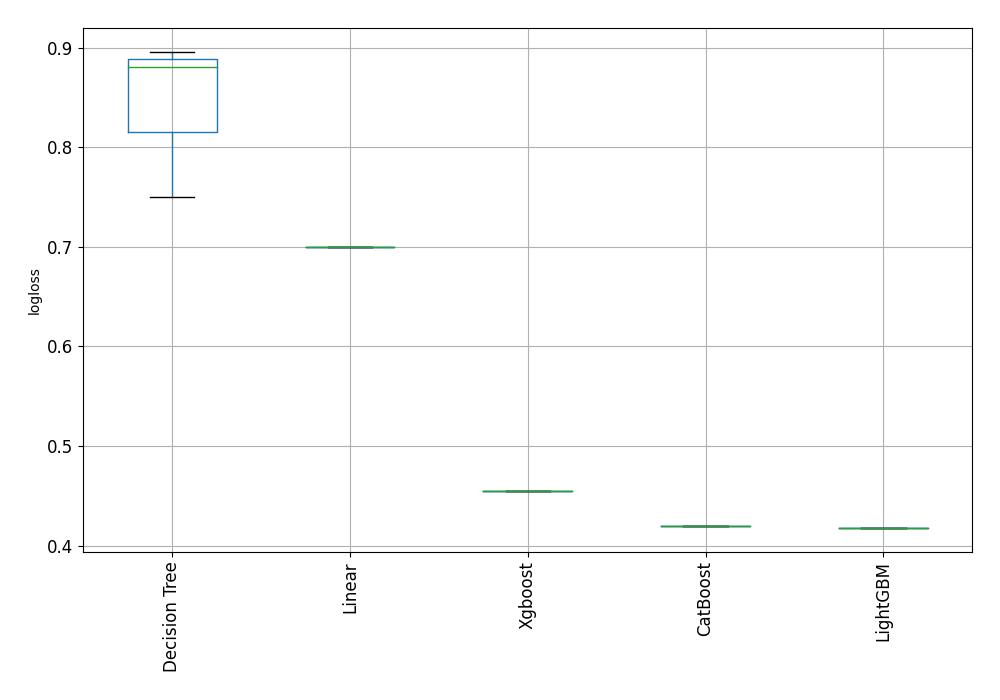 0.9
0.8
0.7
0.6
0.5
0.4
logloss
Decision Tree
Linear
Xgboost
CatBoost
LightGBM